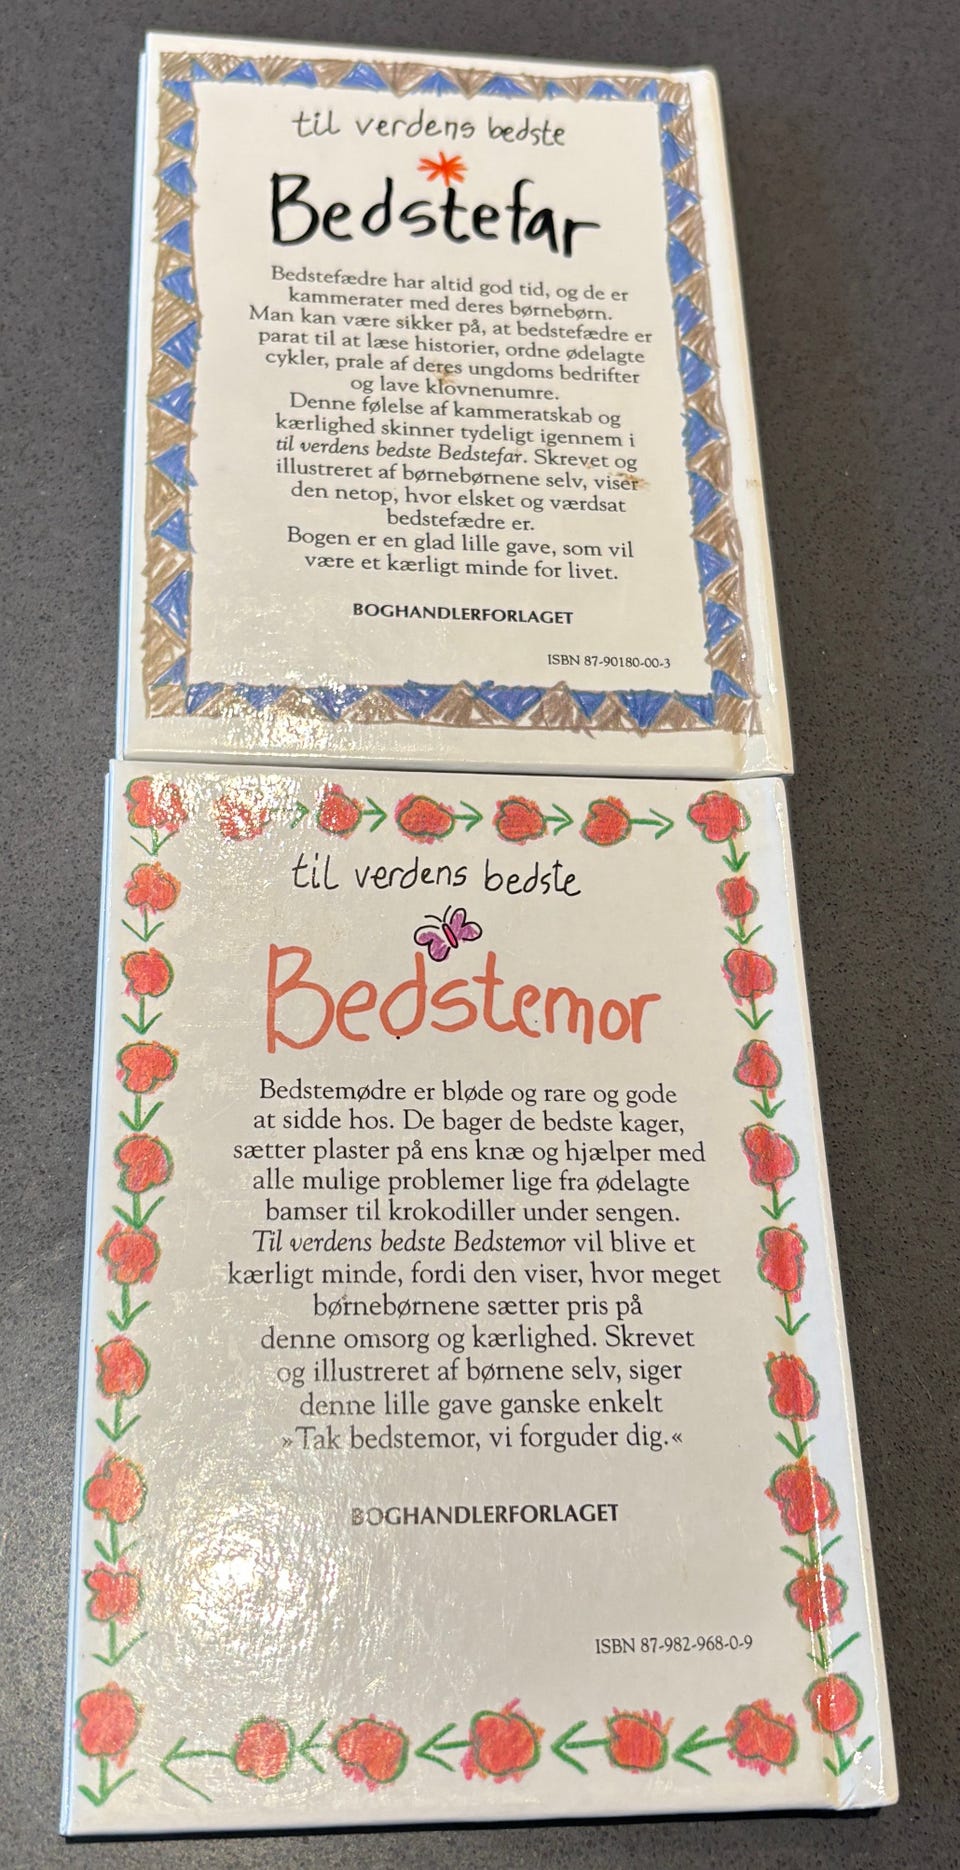 til verdens bedste
Bedstefar
Bedstefædre har altid god tid, og de er
kammerater med deres børnebørn.
Man kan være sikker på, at bedstefædre er
parat til at læse historier, ordne ødelagte
cykler, prale af deres ungdoms bedrifter
og lave klovnenumre.
Denne følelse af kammeratskab og
kærlighed skinner tydeligt igennem i
til verdens bedste Bedstefar. Skrevet og
illustreret af børnebørnene selv, viser
den netop, hvor elsket og værdsat
bedstefædre er.
Bogen er en glad lille gave, som vil
være et kærligt minde for livet.
BOGHANDLERFORLAGET
ISBN 87-90180-00-3
til verdens bedste
Bedstemor
Bedstemødre er bløde og rare og gode
at sidde hos. De bager de bedste kager,
sætter plaster på ens knæ og hjælper med
alle mulige problemer lige fra ødelagte
bamser til krokodiller under sengen.
Til verdens bedste Bedstemor vil blive et
kærligt minde, fordi den viser, hvor meget
børnebørnene sætter pris på
denne omsorg og kærlighed. Skrevet
og illustreret af børnene selv, siger
denne lille gave ganske enkelt
»Tak bedstemor, vi forguder dig.«
BOGHANDLERFORLAGET
ISBN 87-982-968-0-9